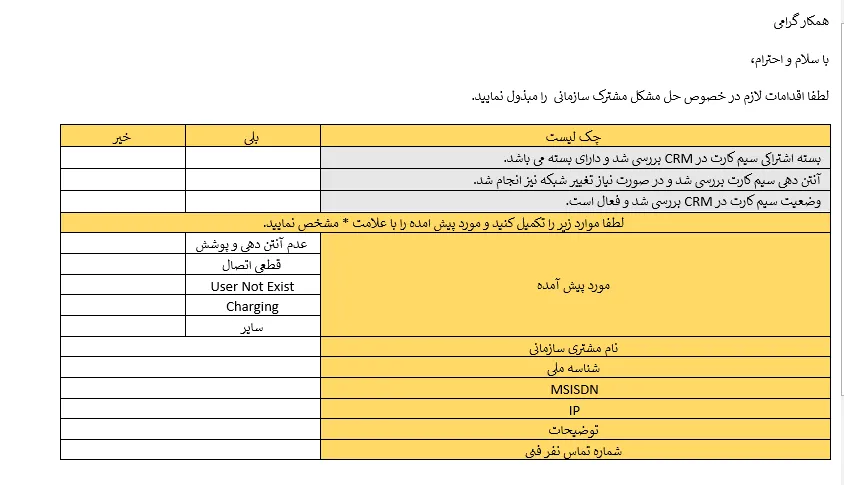 همکار گرامی
با سلام و احترام،
لطفا اقدامات لازم در خصوص حل مشکل مشترک سازمانی را مبذول نمایید.
چک لیست بلی خیر
بسته اشتراکی سیم کارت در CRM بررسی شد و دارای بسته می باشد.
آنتن دهی سیم کارت بررسی شد و در صورت نیاز تغییر شبکه نیز انجام شد.
وضعیت سیم کارت در CRM بررسی شد و فعال است.
لطفا موارد زیر را تکمیل کنید و مورد پیش امده را با علامت * مشخص نمایید.
مورد پیش آمده
عدم آنتن دهی و پوشش
قطعی اتصال
User Not Exist
Charging
سایر
نام مشتری سازمانی
شناسه ملی
MSISDN
IP
توضیحات
شماره تماس نفر فنی